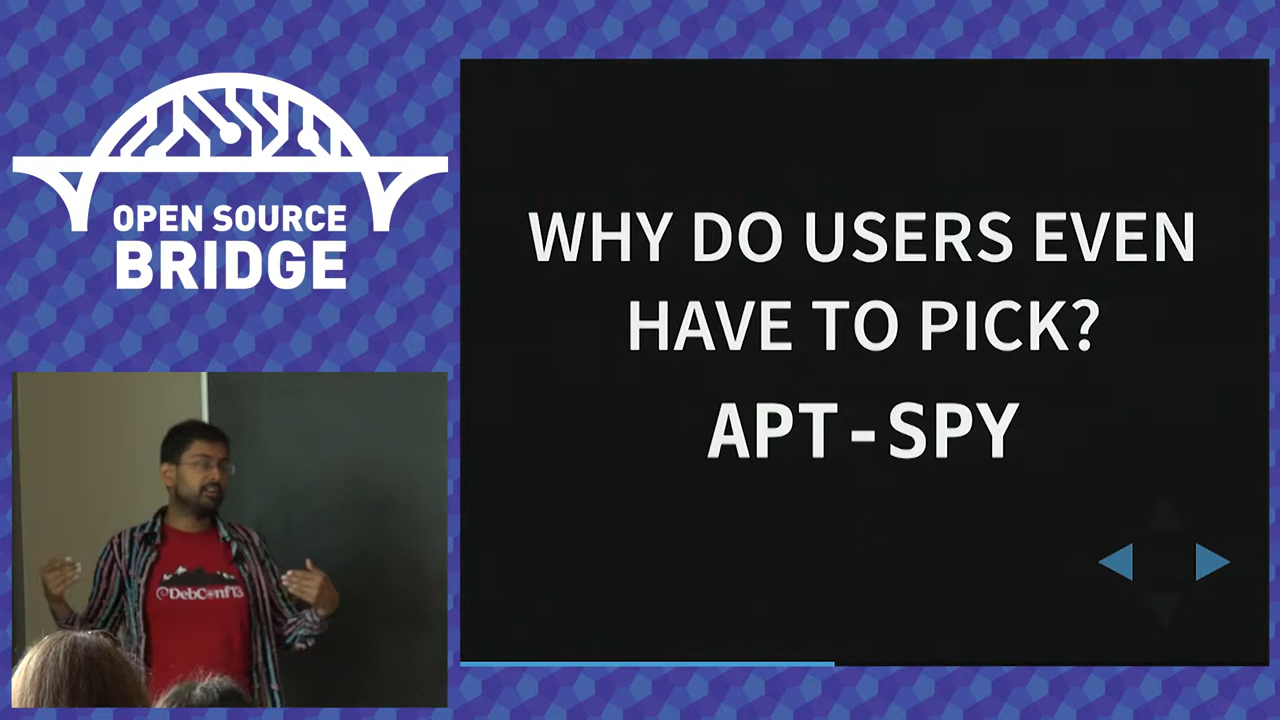 OPEN SOURCE
BRIDGE
WHY DO USERS EVEN
HAVE TO PICK?
APT-SPY
DebConf13